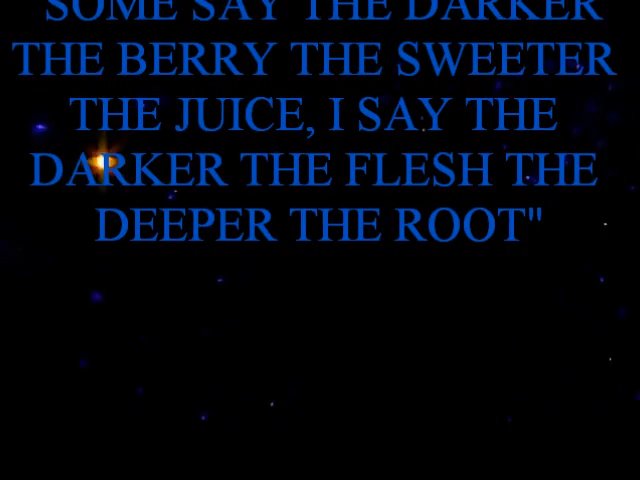 "SOME SAY THE DARKER
THE BERRY THE SWEETER
THE JUICE, I SAY THE
DARKER THE FLESH THE
DEEPER THE ROOT"